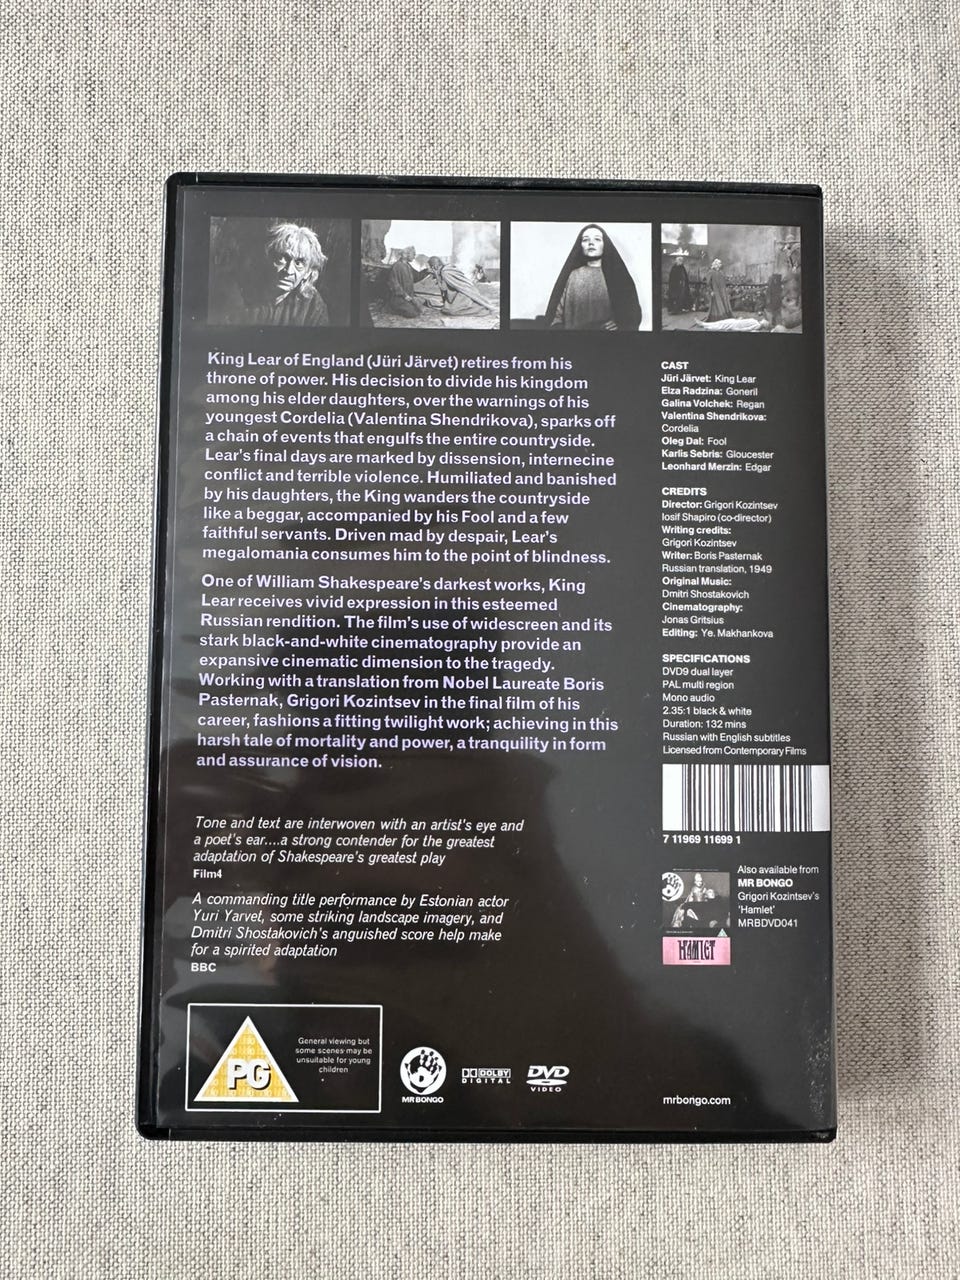 King Lear of England (Jüri Järvet) retires from his
throne of power. His decision to divide his kingdom
among his elder daughters, over the warnings of his
youngest Cordelia (Valentina Shendrikova), sparks off
a chain of events that engulfs the entire countryside.
Lear's final days are marked by dissension, internecine
conflict and terrible violence. Humiliated and banished
by his daughters, the King wanders the countryside
like a beggar, accompanied by his Fool and a few
faithful servants. Driven mad by despair, Lear's
megalomania consumes him to the point of blindness.
One of William Shakespeare's darkest works, King
Lear receives vivid expression in this esteemed
Russian rendition. The film's use of widescreen and its
stark black-and-white cinematography provide an
expansive cinematic dimension to the tragedy.
Working with a translation from Nobel Laureate Boris
Pasternak, Grigori Kozintsev in the final film of his
career, fashions a fitting twilight work; achieving in this
harsh tale of mortality and power, a tranquility in form
and assurance of vision.
Tone and text are interwoven with an artist's eye and
a poet's ear....a strong contender for the greatest
adaptation of Shakespeare's greatest play
Film4
A commanding title performance by Estonian actor
Yuri Yarvet, some striking landscape imagery, and
Dmitri Shostakovich's anguished score help make
for a spirited adaptation
BBC
CAST
Jüri Järvet: King Lear
Elza Radzina: Goneril
Galina Volchek: Regan
Valentina Shendrikova:
Cordelia
Oleg Dal: Fool
Karlis Sebris: Gloucester
Leonhard Merzin: Edgar
CREDITS
Director: Grigori Kozintsev
Iosif Shapiro (co-director)
Writing credits:
Grigori Kozintsev
Writer: Boris Pasternak
Russian translation, 1949
Original Music:
Dmitri Shostakovich
Cinematography:
Jonas Gritsius
Editing: Ye. Makhankova
SPECIFICATIONS
DVD9 dual layer
PAL multi region
Mono audio
2.35:1 black & white
Duration: 132 mins
Russian with English subtitles
Licensed from Contemporary Films
7 11969 11699 1
Also available from
MR BONGO
Grigori Kozintsev's
'Hamlet'
MRBDVD041
HAMLET
PG
General viewing but
some scenes may be
unsuitable for young
children
MR BONGO
DOLBY
DIGITAL
DVD
VIDEO
mrbongo.com